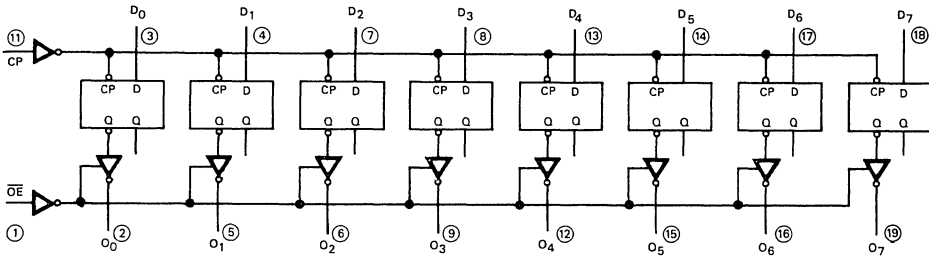 D0 D1 D2 D3 D4 D5 D6 D7
11 3 4 7 8 13 14 17 18
CP
CP D CP D CP D CP D CP D CP D CP D CP D
Q Q Q Q Q Q Q Q Q Q Q Q Q Q Q Q
OE
1 2 5 6 9 12 15 16 19
O0 O1 O2 O3 O4 O5 O6 O7